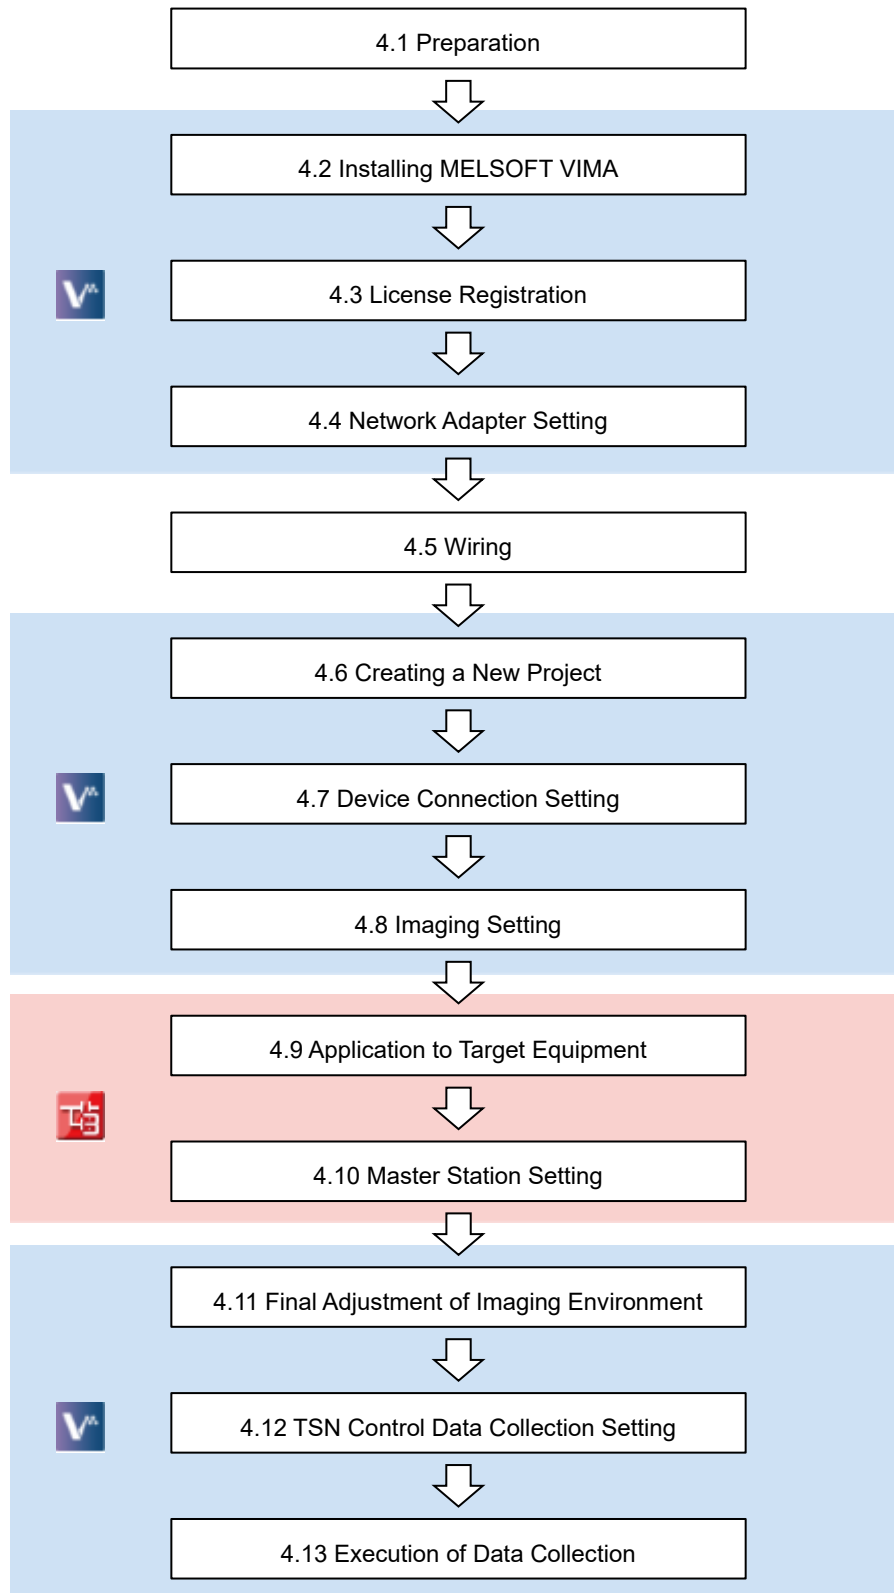 4.1 Preparation
4.2 Installing MELSOFT VIMA
4.3 License Registration
4.4 Network Adapter Setting
4.5 Wiring
4.6 Creating a New Project
4.7 Device Connection Setting
4.8 Imaging Setting
4.9 Application to Target Equipment
4.10 Master Station Setting
4.11 Final Adjustment of Imaging Environment
4.12 TSN Control Data Collection Setting
4.13 Execution of Data Collection